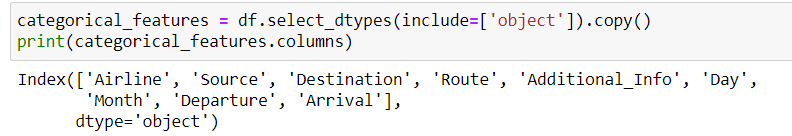 categorical_features = df.select_dtypes(include=['object']).copy()
print(categorical_features.columns)
Index(['Airline', 'Source', 'Destination', 'Route', 'Additional_Info', 'Day',
'Month', 'Departure', 'Arrival'],
dtype='object')